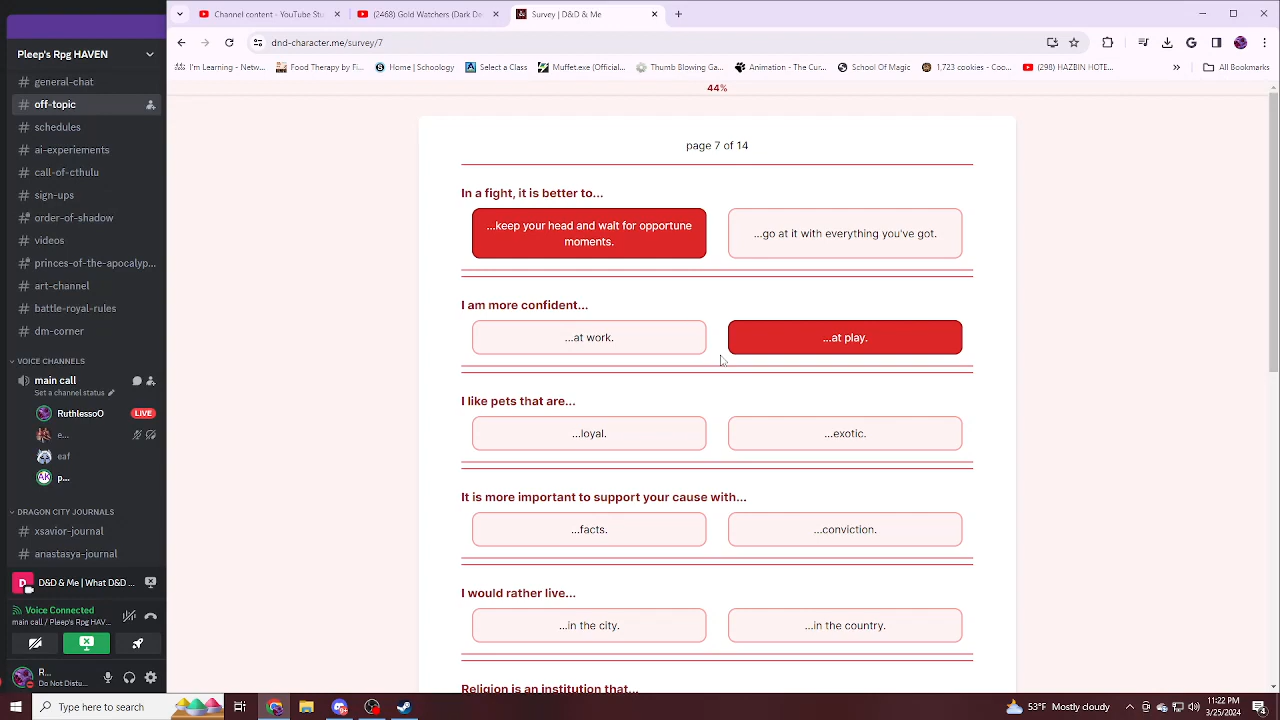 Channel content - YouTube Stu
(2468) Gold Watchers (Dark De
Survey | D&D & Me
dnd-character.me/survey/7
I'm Learning - Netw...
Food Therapy by Fi...
Home | Schoology
Select a Class
Muffet.exe (Official...
Thumb Blowing Ga...
Animation - The Cur...
School Of Magic
1,723 cookies - Coo...
(298) HAZBIN HOTE...
»
All Bookmarks
Pleep's Rpg HAVEN
# general-chat
# off-topic
# schedules
# ai-experiements
# call-of-cthulu
# sign-ups
# order-of-shadow
# videos
# princes-of-the-apocalyp...
# art-channel
# battle-royal-rules
# dm-corner
VOICE CHANNELS
main call
Set a channel status
RuthlessoO LIVE
e...
eaf
p...
DRAGON CITY JOURNALS
# xsavior-journal
# anastasya-journal
D D&D & Me | What D&D ...
Voice Connected
main call / Pleep's Rpg HAV...
R...
Do Not Distu...
44%
page 7 of 14
In a fight, it is better to...
...keep your head and wait for opportune
moments.
...go at it with everything you've got.
I am more confident...
...at work.
...at play.
I like pets that are...
...loyal.
...exotic.
It is more important to support your cause with...
...facts.
...conviction.
I would rather live...
...in the city.
...in the country.
Religion is an institution that...
Type here to search
53°F Mostly cloudy
11:22 PM
3/25/2024